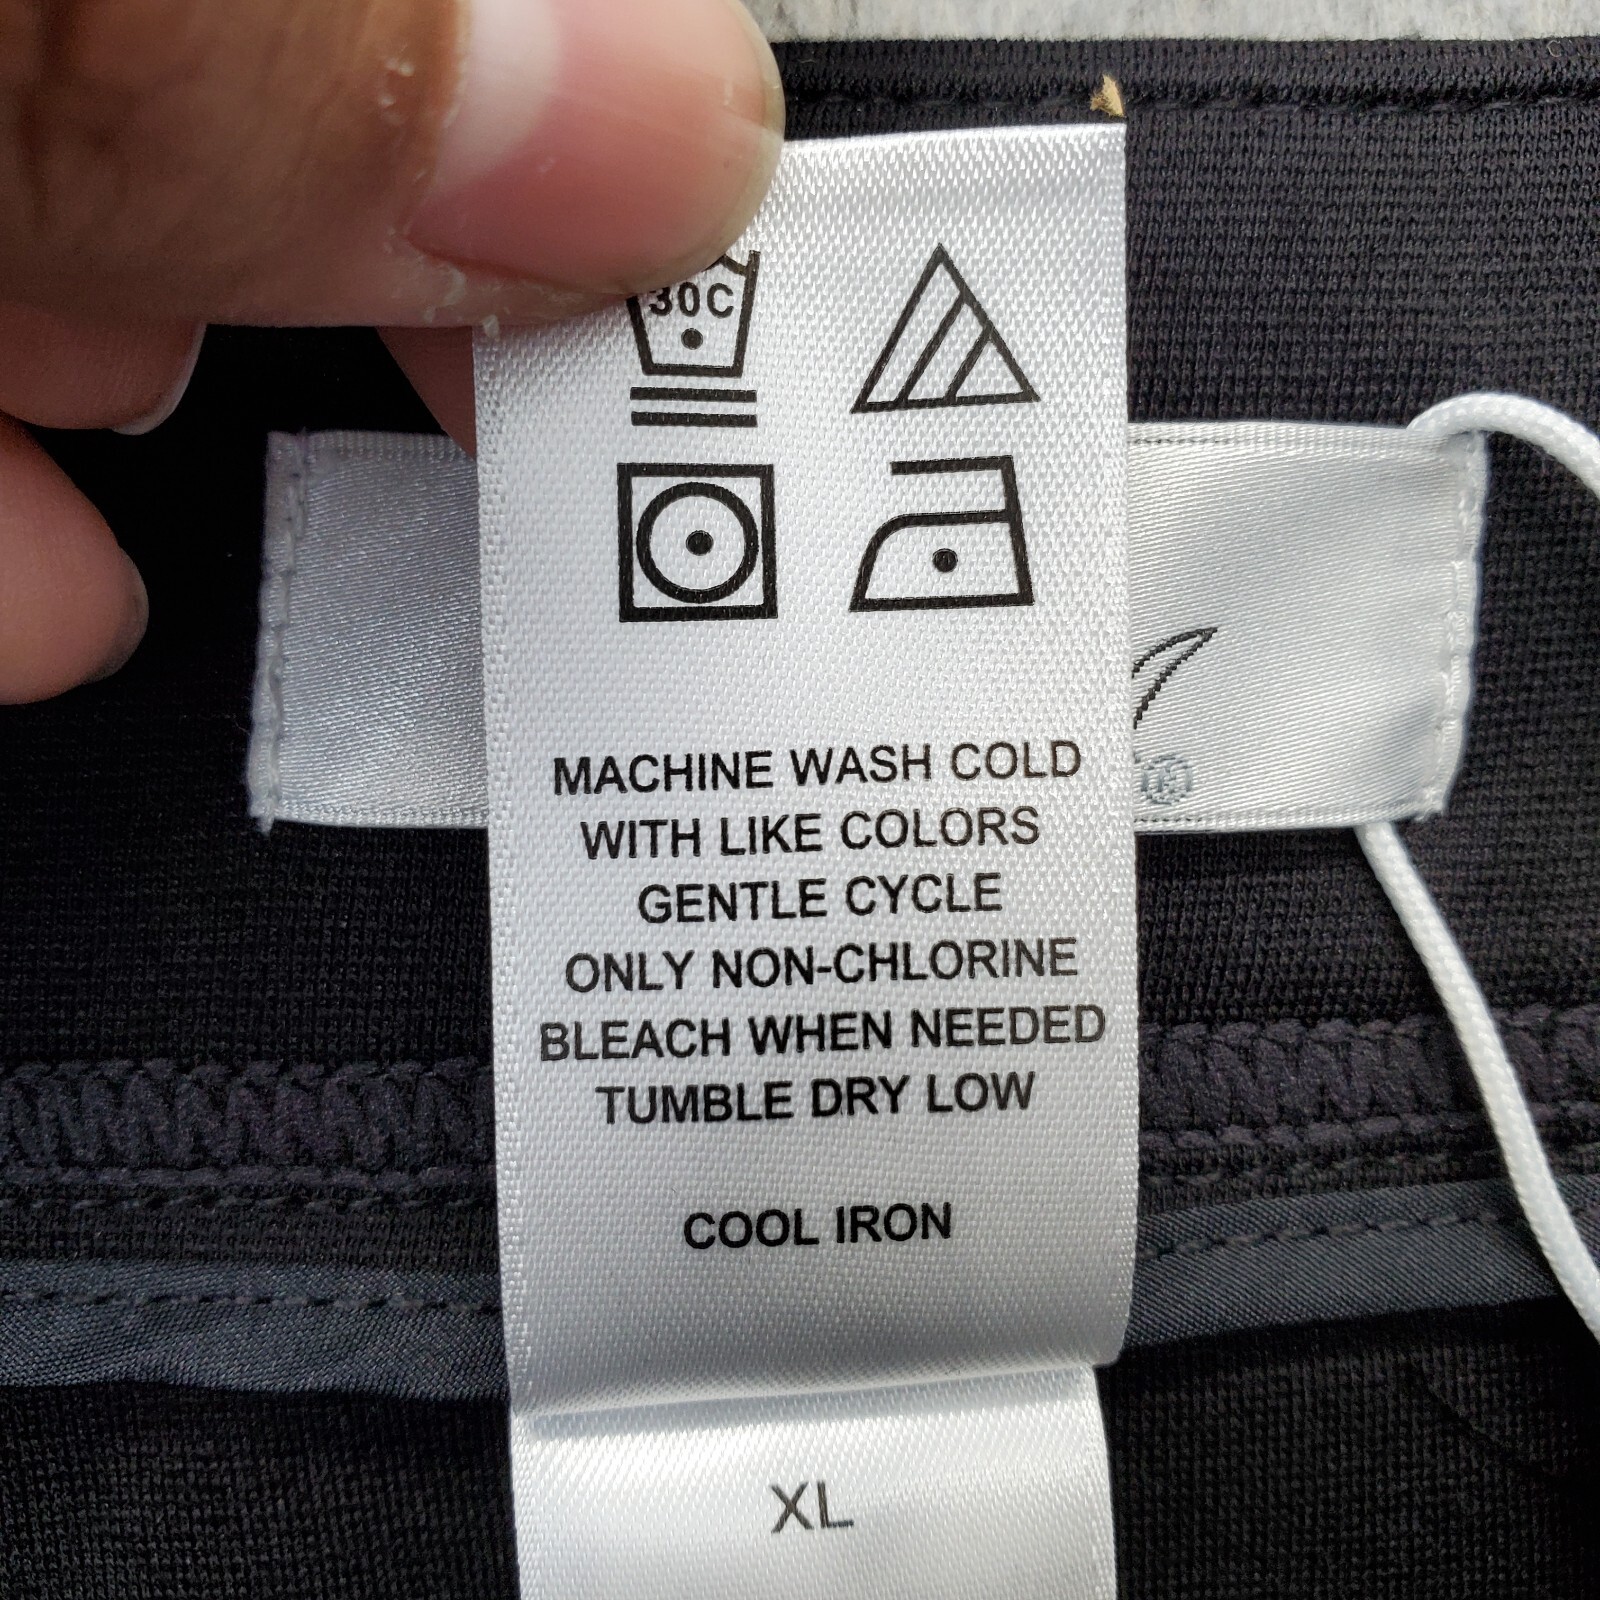 30C
MACHINE WASH COLD
WITH LIKE COLORS
GENTLE CYCLE
ONLY NON-CHLORINE
BLEACH WHEN NEEDED
TUMBLE DRY LOW
COOL IRON
®
XL